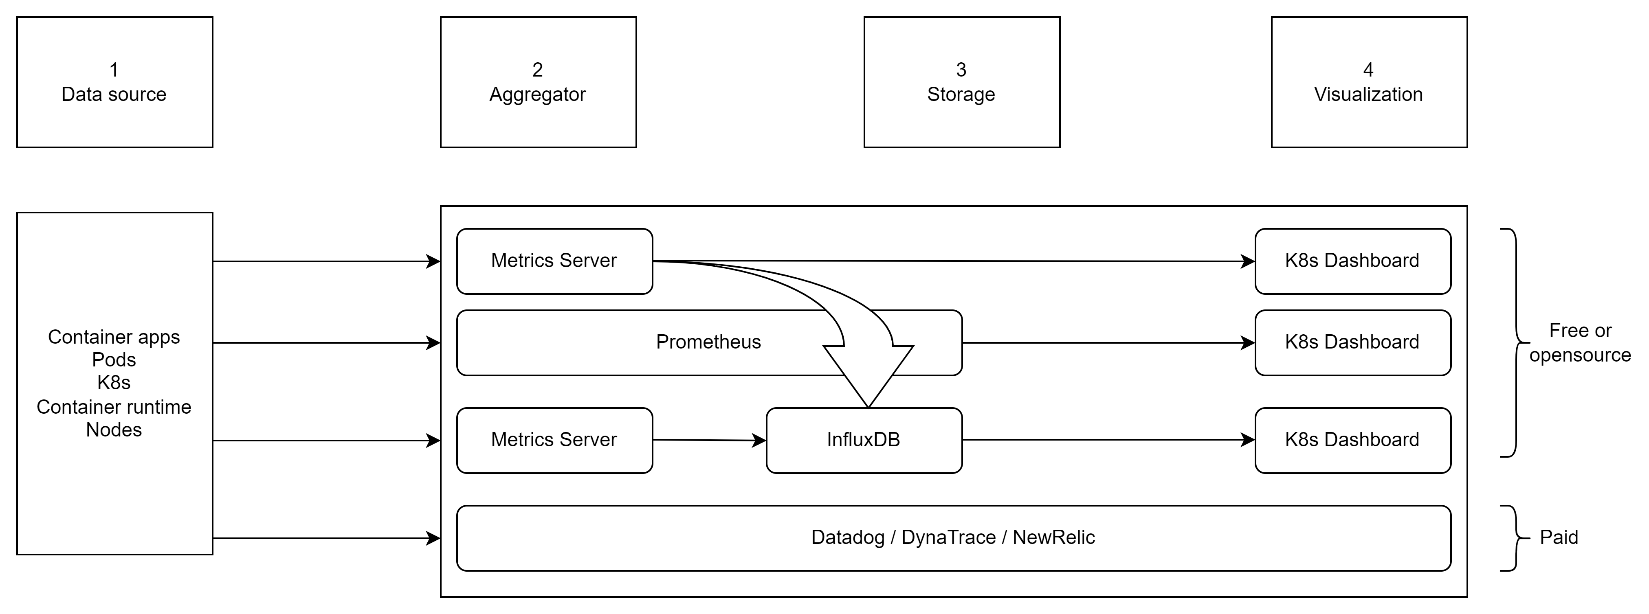 1
Data source
2
Aggregator
3
Storage
4
Visualization
Container apps
Pods
K8s
Container runtime
Nodes
Metrics Server
K8s Dashboard
Prometheus
K8s Dashboard
Metrics Server
InfluxDB
K8s Dashboard
Datadog / DynaTrace / NewRelic
Free or
opensource
Paid